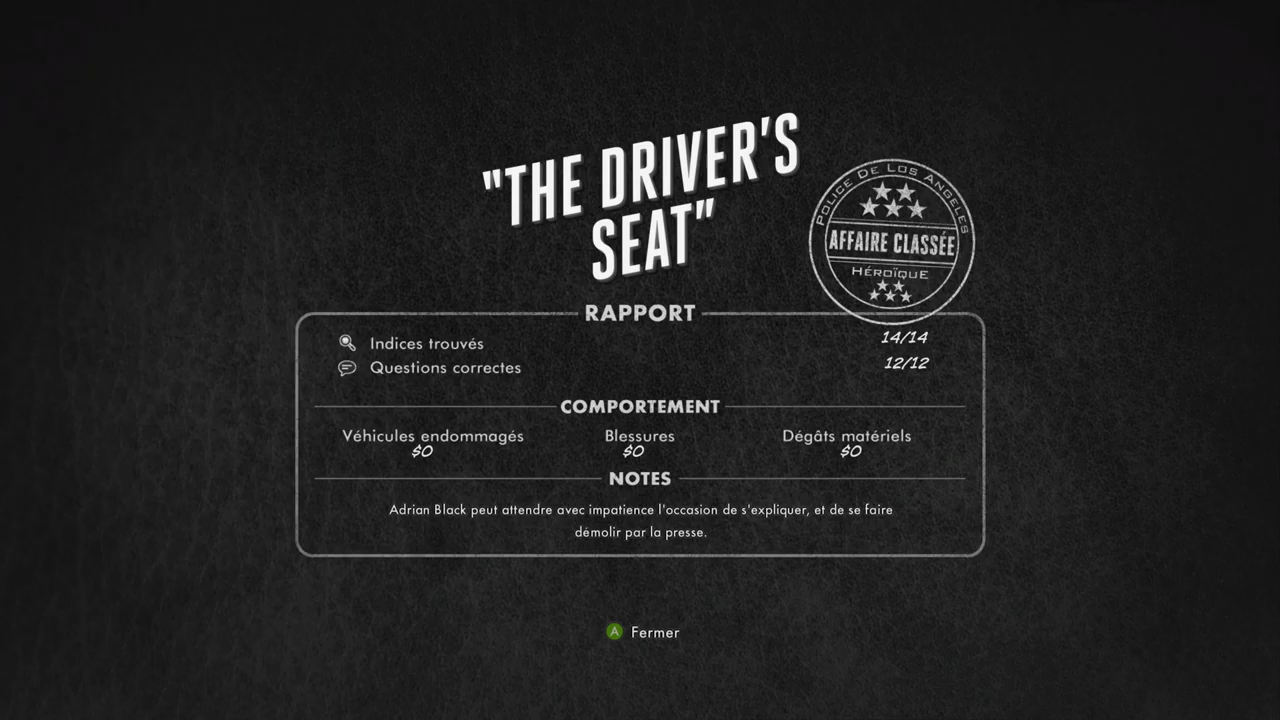 "THE DRIVER'S
SEAT"
POLICE DE LOS ANGELES
AFFAIRE CLASSÉE
HÉROÏQUE
RAPPORT
Indices trouvés 14/14
Questions correctes 12/12
COMPORTEMENT
Véhicules endommagés Blessures Dégâts matériels
$0 $0 $0
NOTES
Adrian Black peut attendre avec impatience l'occasion de s'expliquer, et de se faire
démolir par la presse.
A Fermer